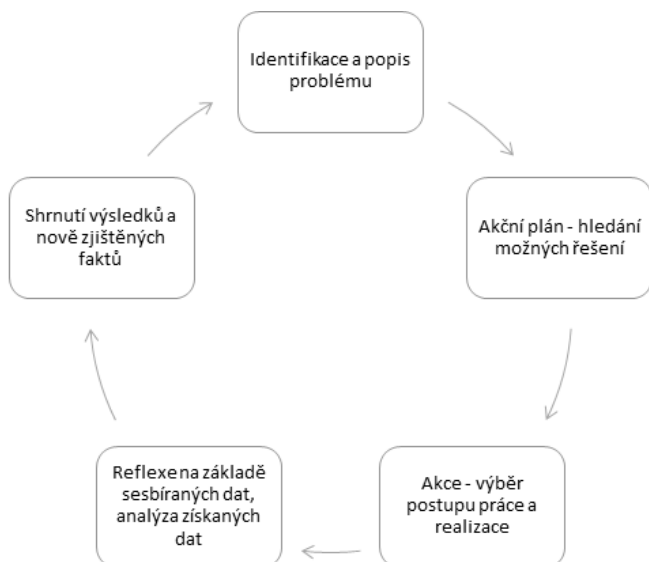 Identifikace a popis
problému
Akční plán - hledání
možných řešení
Akce - výběr
postupu práce a
realizace
Reflexe na základě
sesbíraných dat,
analýza získaných
dat
Shrnutí výsledků a
nově zjištěných
faktů